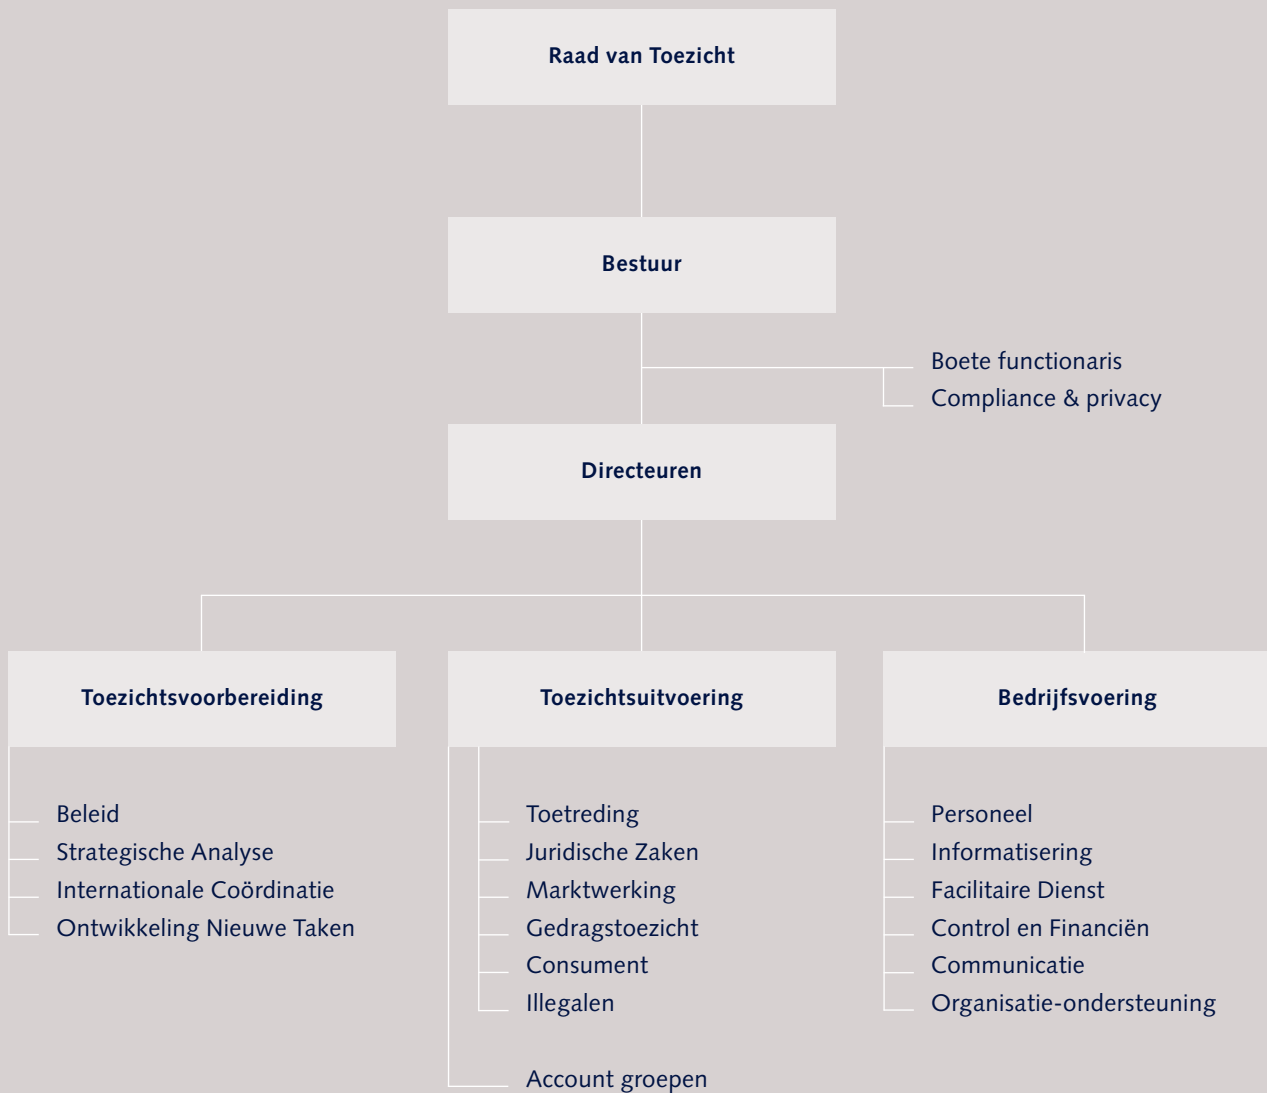 Raad van Toezicht
Bestuur
Boete functionaris
Compliance & privacy
Directeuren
Toezichtsvoorbereiding
Beleid
Strategische Analyse
Internationale Coördinatie
Ontwikkeling Nieuwe Taken
Toezichtsuitvoering
Toetreding
Juridische Zaken
Marktwerking
Gedragstoezicht
Consument
Illegalen
Account groepen
Bedrijfsvoering
Personeel
Informatisering
Facilitaire Dienst
Control en Financiën
Communicatie
Organisatie-ondersteuning